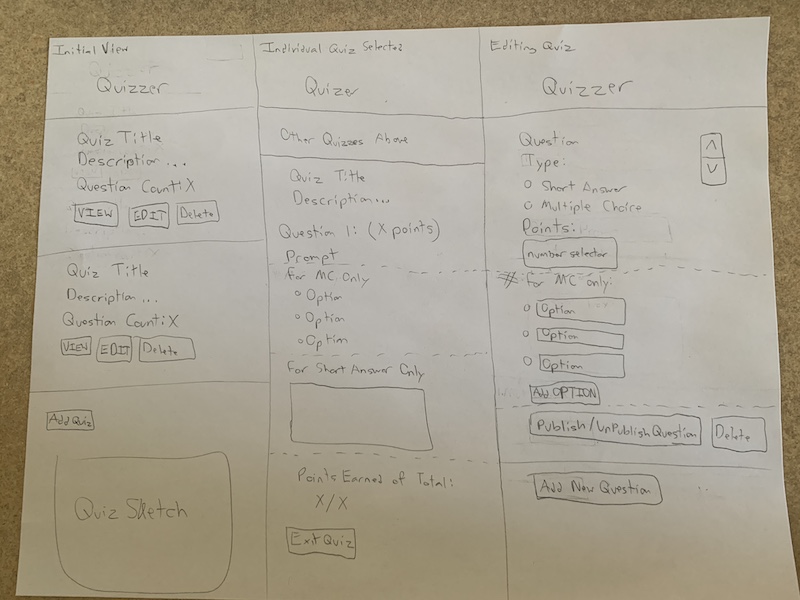 Initial View
Quizzer
Quiz Title
Description...
Question Count: X
VIEW EDIT Delete
Quiz Title
Description...
Question Count: X
VIEW EDIT Delete
Add Quiz
Quiz Sketch
Individual Quiz Selected
Quizer
Other Quizzes Above
Quiz Title
Description...
Question 1: (X points)
Prompt
for MC Only
Option
Option
Option
for Short Answer Only
Points Earned of Total:
X/X
Exit Quiz
Editing Quiz
Quizzer
Question
Type:
Short Answer
Multiple Choice
Points:
number selector
for MC only:
Option
Option
Option
Add OPTION
Publish/UnPublish Question Delete
Add New Question